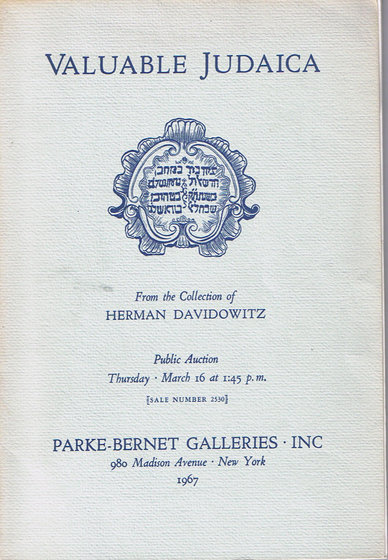 VALUABLE JUDAICA
From the Collection of
HERMAN DAVIDOWITZ
Public Auction
Thursday · March 16 at 1:45 p.m.
[SALE NUMBER 2530]
PARKE-BERNET GALLERIES · INC
980 Madison Avenue · New York
1967